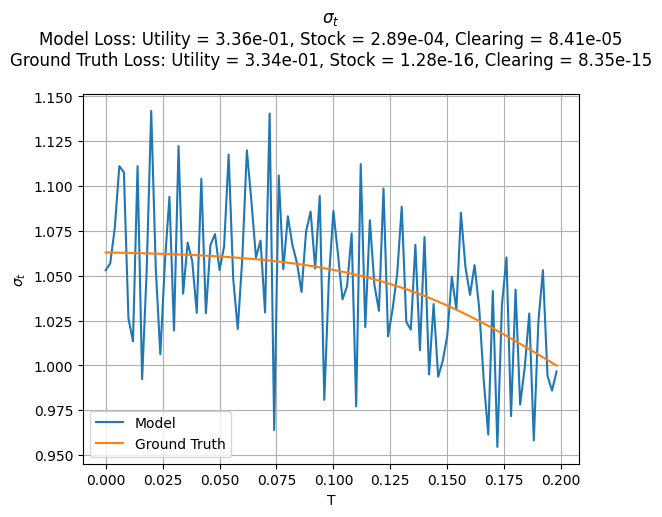 σt
Model Loss: Utility = 3.36e-01, Stock = 2.89e-04, Clearing = 8.41e-05
Ground Truth Loss: Utility = 3.34e-01, Stock = 1.28e-16, Clearing = 8.35e-15
1.150
1.125
1.100
1.075
1.050
1.025
1.000
0.975
0.950
σt
Model
Ground Truth
0.000 0.025 0.050 0.075 0.100 0.125 0.150 0.175 0.200
T